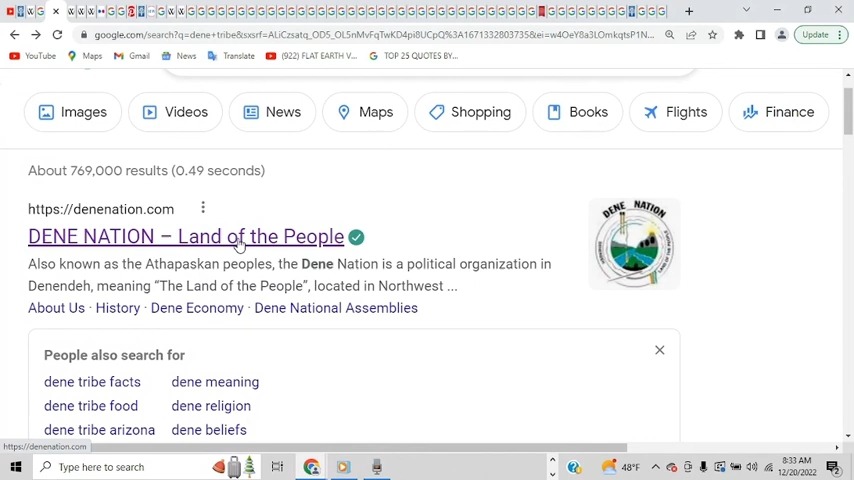 google.com/search?q=dene+tribe&sxsrf=ALiCzsatq_OD5_OL5nMvFqTwKD4pi8UCpQ%3A1671332803735&ei=w4OeY8a3LOmkqtsP1N...
Update
YouTube
Maps
Gmail
News
Translate
(922) FLAT EARTH V...
TOP 25 QUOTES BY...
Images
Videos
News
Maps
Shopping
Books
Flights
Finance
About 769,000 results (0.49 seconds)
https://denenation.com
DENE NATION – Land of the People
DENE NATION
Also known as the Athapaskan peoples, the Dene Nation is a political organization in
Denendeh, meaning “The Land of the People”, located in Northwest ...
About Us · History · Dene Economy · Dene National Assemblies
People also search for
dene tribe facts
dene meaning
dene tribe food
dene religion
dene tribe arizona
dene beliefs
https://denenation.com
Type here to search
48°F
8:33 AM
12/20/2022